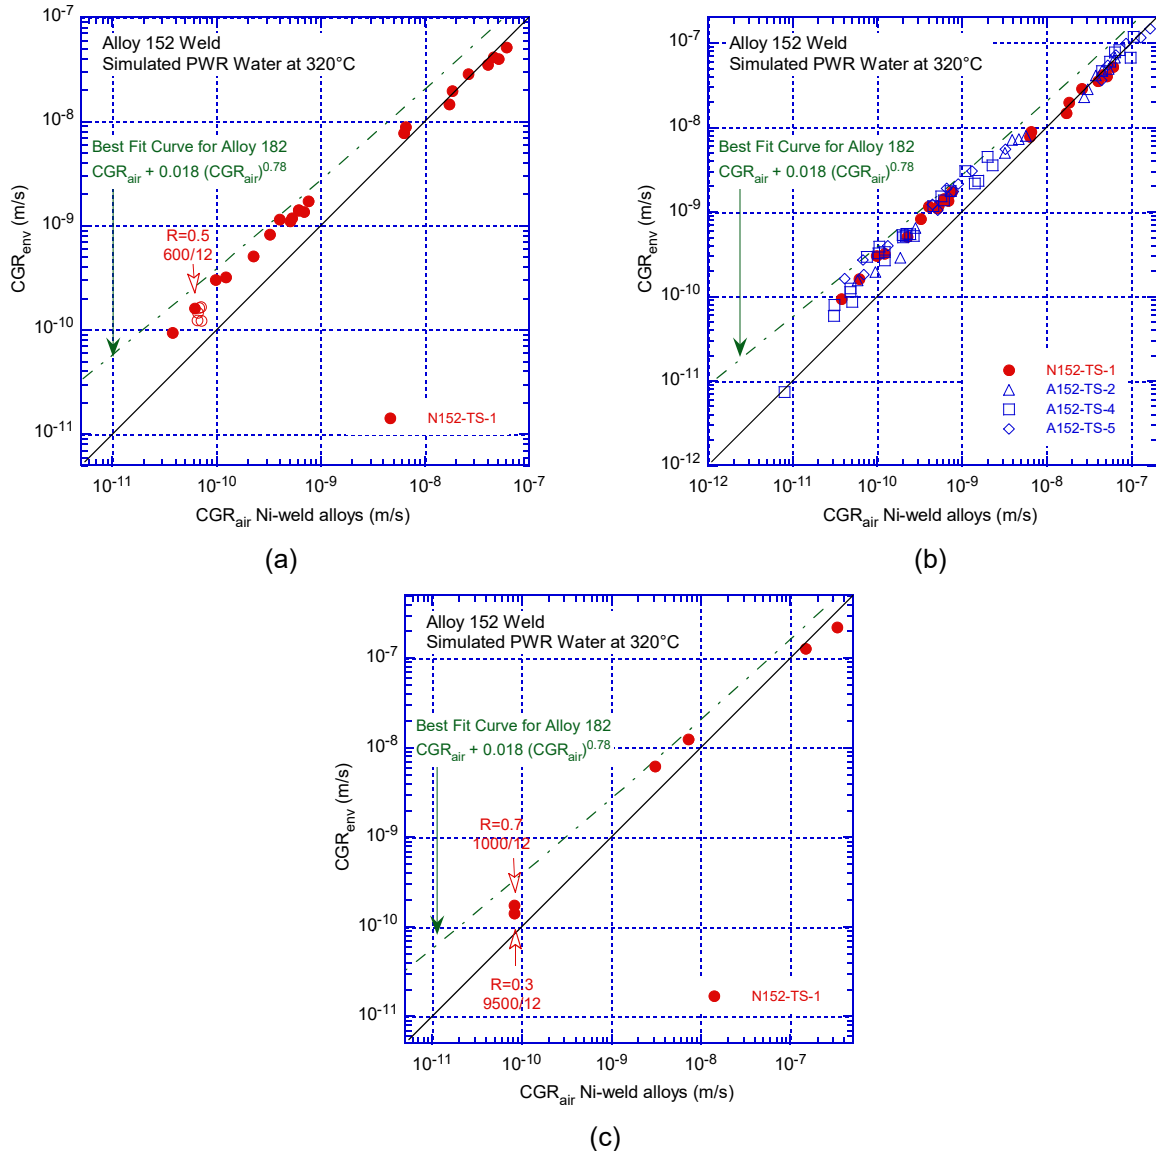 Alloy 152 Weld
Simulated PWR Water at 320°C
Best Fit Curve for Alloy 182
CGRair + 0.018 (CGRair)^0.78
R=0.5
600/12
N152-TS-1
CGRenv (m/s)
10^-7
10^-8
10^-9
10^-10
10^-11
10^-11
10^-10
10^-9
10^-8
10^-7
CGRair Ni-weld alloys (m/s)
(a)
Alloy 152 Weld
Simulated PWR Water at 320°C
Best Fit Curve for Alloy 182
CGRair + 0.018 (CGRair)^0.78
N152-TS-1
A152-TS-2
A152-TS-4
A152-TS-5
CGRenv (m/s)
10^-7
10^-8
10^-9
10^-10
10^-11
10^-12
10^-12
10^-11
10^-10
10^-9
10^-8
10^-7
CGRair Ni-weld alloys (m/s)
(b)
Alloy 152 Weld
Simulated PWR Water at 320°C
Best Fit Curve for Alloy 182
CGRair + 0.018 (CGRair)^0.78
R=0.7
1000/12
R=0.3
9500/12
N152-TS-1
CGRenv (m/s)
10^-7
10^-8
10^-9
10^-10
10^-11
10^-11
10^-10
10^-9
10^-8
10^-7
CGRair Ni-weld alloys (m/s)
(c)